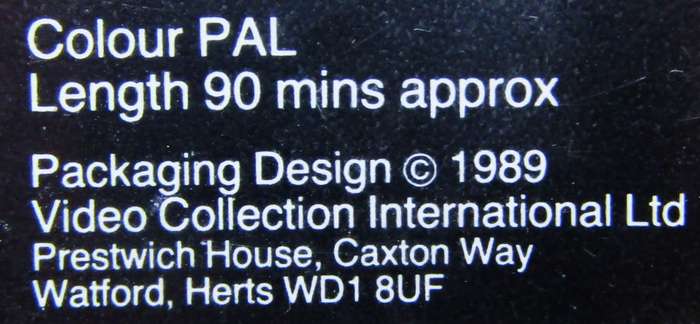 Colour PAL
Length 90 mins approx
Packaging Design © 1989
Video Collection International Ltd
Prestwich House, Caxton Way
Watford, Herts WD1 8UF